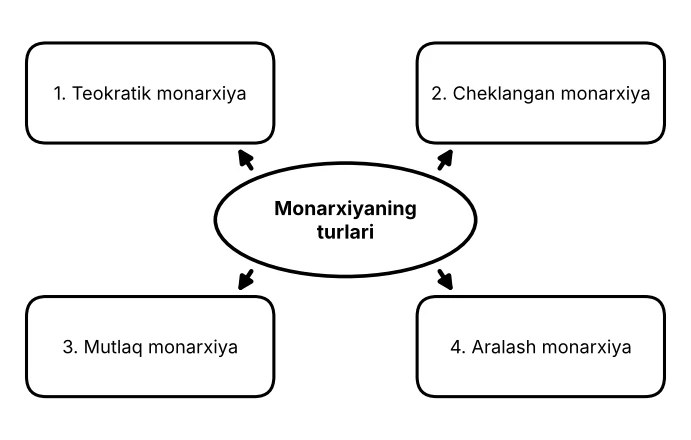 1. Teokratik monarxiya
2. Cheklangan monarxiya
Monarxiyaning
turlari
3. Mutlaq monarxiya
4. Aralash monarxiya